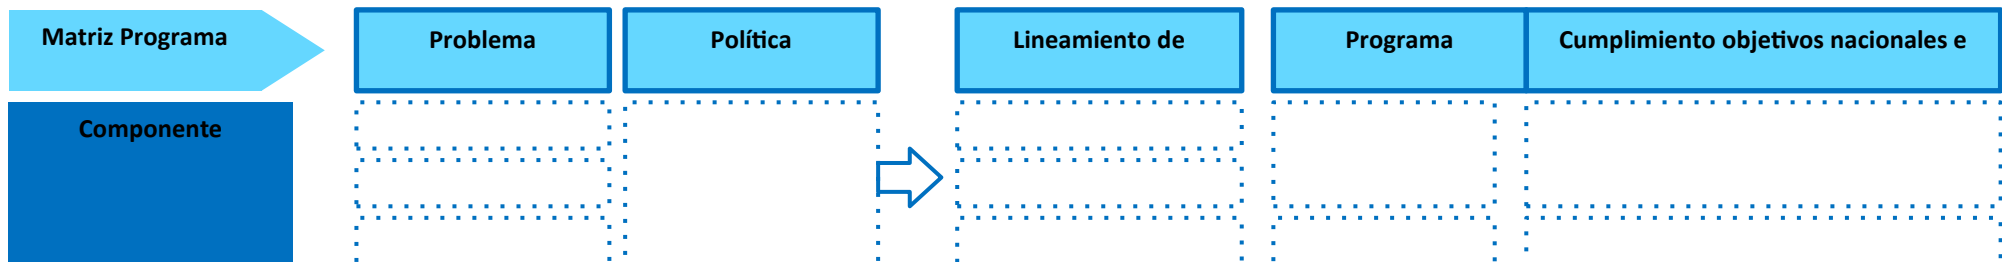 Matriz Programa
Problema
Política
Lineamiento de
Programa
Cumplimiento objetivos nacionales e
Componente